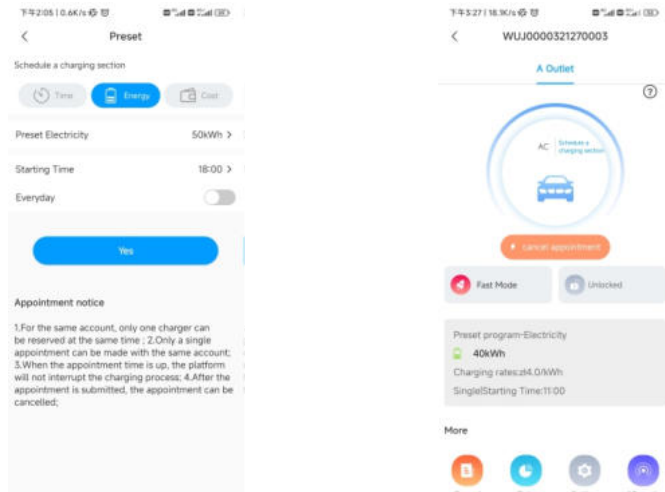 下午2:05 | 0.6K/s
Preset
Schedule a charging section
Time
Energy
Cost
Preset Electricity
50kWh >
Starting Time
18:00 >
Everyday
Yes
Appointment notice
1.For the same account, only one charger can
be reserved at the same time ; 2.Only a single
appointment can be made with the same account;
3.When the appointment time is up, the platform
will not interrupt the charging process; 4.After the
appointment is submitted, the appointment can be
cancelled;
下午3:27 | 18.1K/s
WUJ0000321270003
A Outlet
AC
Schedule a
charging section
cancel appointment
Fast Mode
Unlocked
Preset program-Electricity
40kWh
Charging rates:zł4.0/kWh
Single|Starting Time:11:00
More